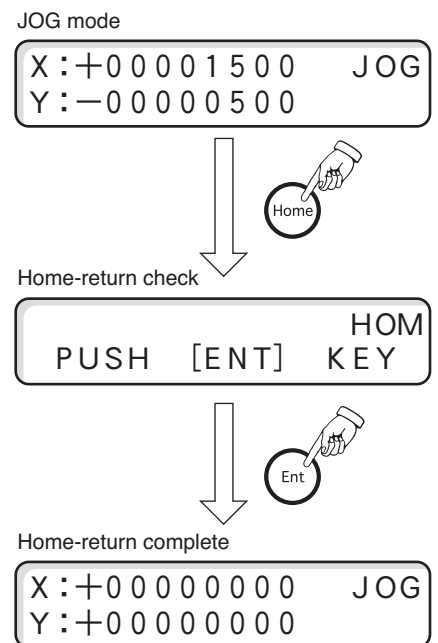 JOG mode
X:+00001500 JOG
Y:−00000500
Home
Home-return check
HOM
PUSH [ENT] KEY
Ent
Home-return complete
X:+00000000 JOG
Y:+00000000